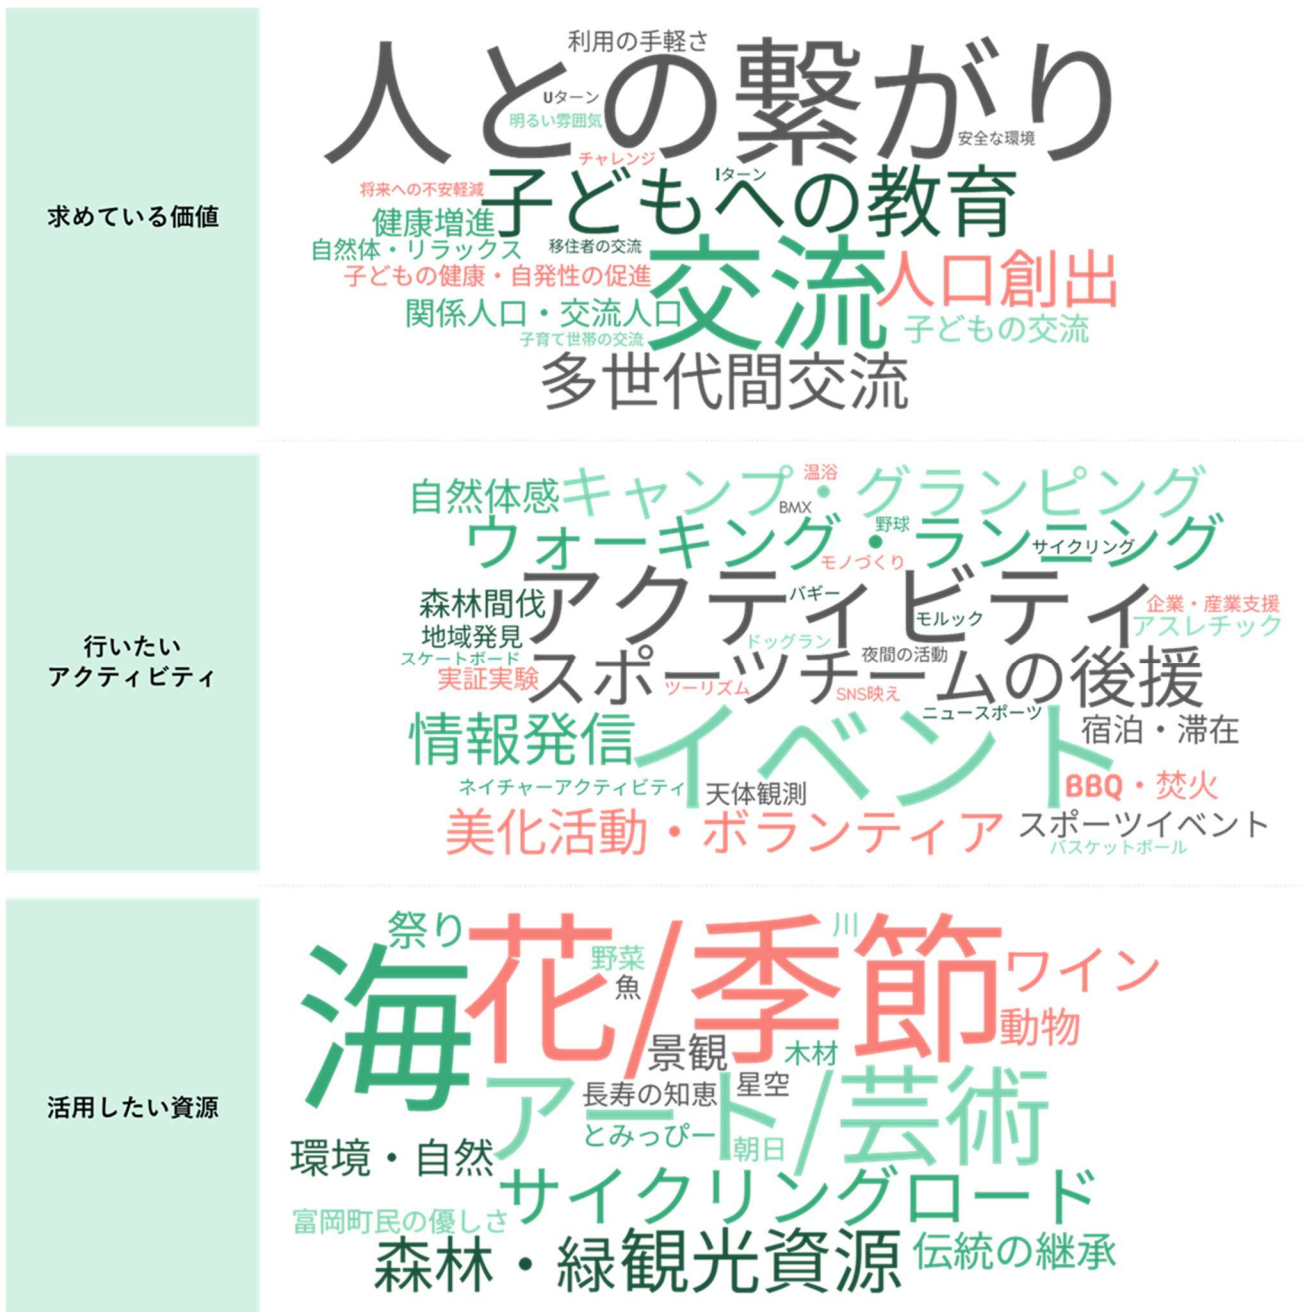 求めている価値
利用の手軽さ
人との繋がり
Uターン
明るい雰囲気
安全な環境
チャレンジ
Iターン
将来への不安軽減
子どもへの教育
健康増進
自然体・リラックス
移住者の交流
子どもの健康・自発性の促進
交流
人口創出
関係人口・交流人口
子どもの交流
子育て世帯の交流
多世代間交流
行いたい
アクティビティ
温浴
自然体感
キャンプ・グランピング
BMX
野球
ウォーキング・ランニング
サイクリング
モノづくり
アクティビティ
バギー
森林間伐
企業・産業支援
モルック
アスレチック
地域発見
ドッグラン
スケートボード
夜間の活動
実証実験
スポーツチームの後援
ツーリズム
SNS映え
ニュースポーツ
情報発信
イベント
宿泊・滞在
ネイチャーアクティビティ
天体観測
BBQ・焚火
美化活動・ボランティア
スポーツイベント
バスケットボール
活用したい資源
祭り
花/季節
川
海
野菜
魚
ワイン
動物
景観
木材
長寿の知恵
星空
アート/芸術
とみっぴー
朝日
環境・自然
サイクリングロード
富岡町民の優しさ
森林・緑
観光資源
伝統の継承